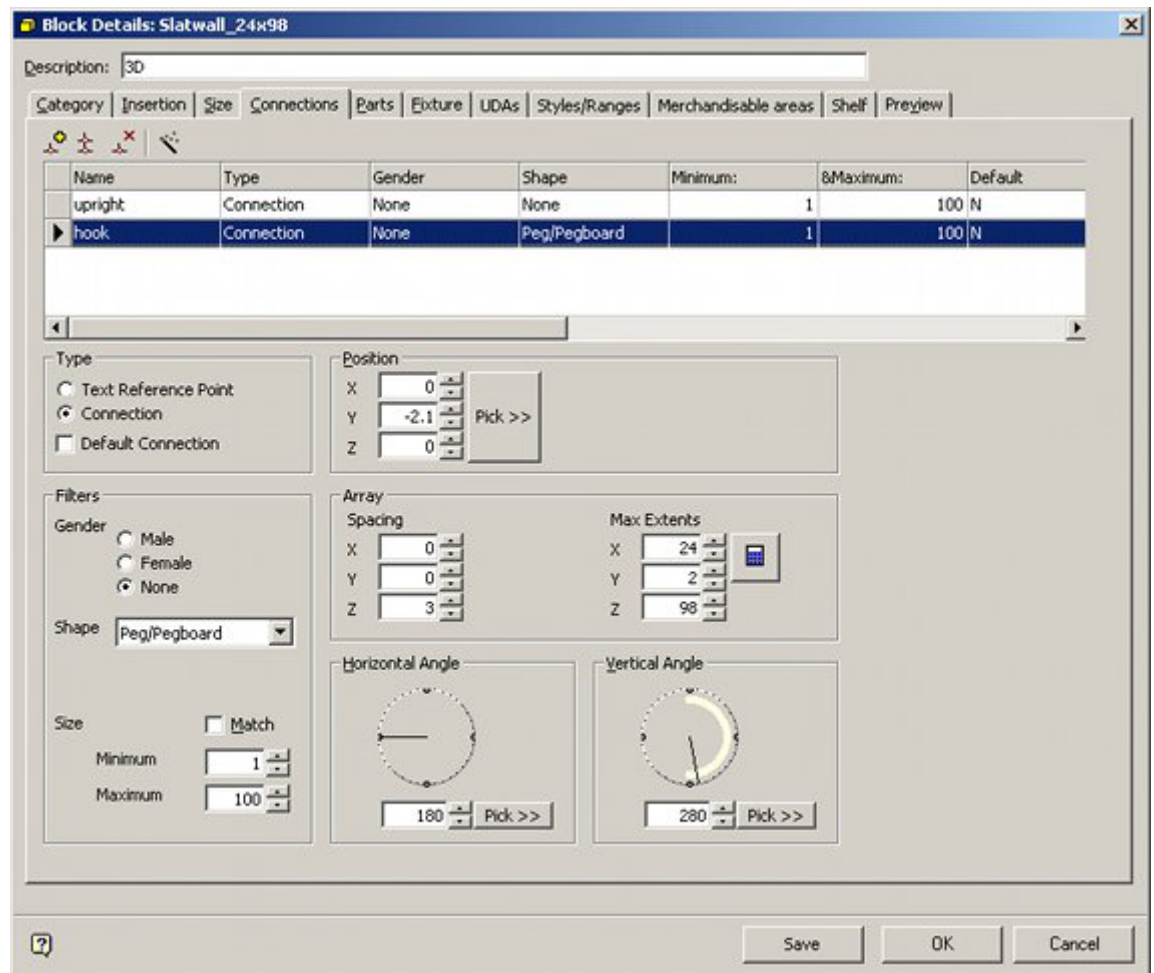 Block Details: Slatwall_24x98
Description: 3D
Category Insertion Size Connections Parts Fixture UDAs Styles/Ranges Merchandisable areas Shelf Preview
Name Type Gender Shape Minimum: &Maximum: Default
upright Connection None None 1 100 N
hook Connection None Peg/Pegboard 1 100 N
Type
Text Reference Point
Connection
Default Connection
Position
X 0
Y -2.1
Z 0
Pick >>
Filters
Gender
Male
Female
None
Shape Peg/Pegboard
Size
Match
Minimum 1
Maximum 100
Array
Spacing
X 0
Y 0
Z 3
Max Extents
X 24
Y 2
Z 98
Horizontal Angle
180 Pick >>
Vertical Angle
280 Pick >>
? Save OK Cancel